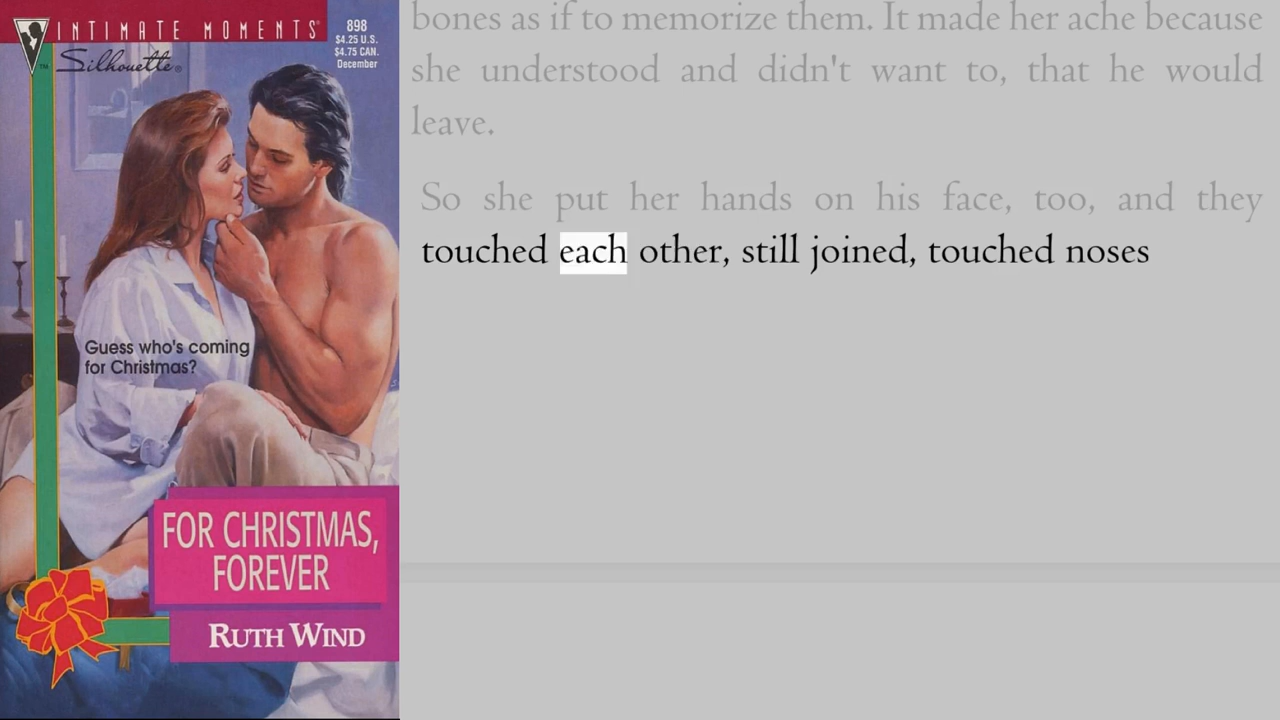 INTIMATE MOMENTS®
898
$4.25 U.S.
$4.75 CAN.
December
TM
Silhouette®
Guess who's coming
for Christmas?
FOR CHRISTMAS,
FOREVER
RUTH WIND
bones as if to memorize them. It made her ache because
she understood and didn't want to, that he would
leave.
So she put her hands on his face, too, and they
touched each other, still joined, touched noses